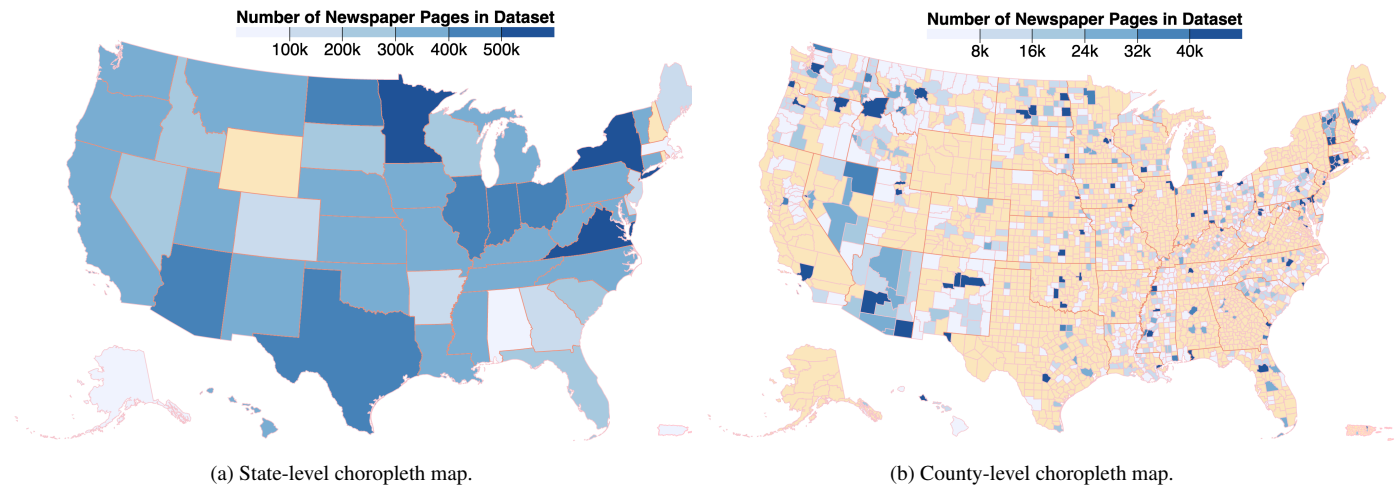 Number of Newspaper Pages in Dataset
100k 200k 300k 400k 500k
(a) State-level choropleth map.
Number of Newspaper Pages in Dataset
8k 16k 24k 32k 40k
(b) County-level choropleth map.